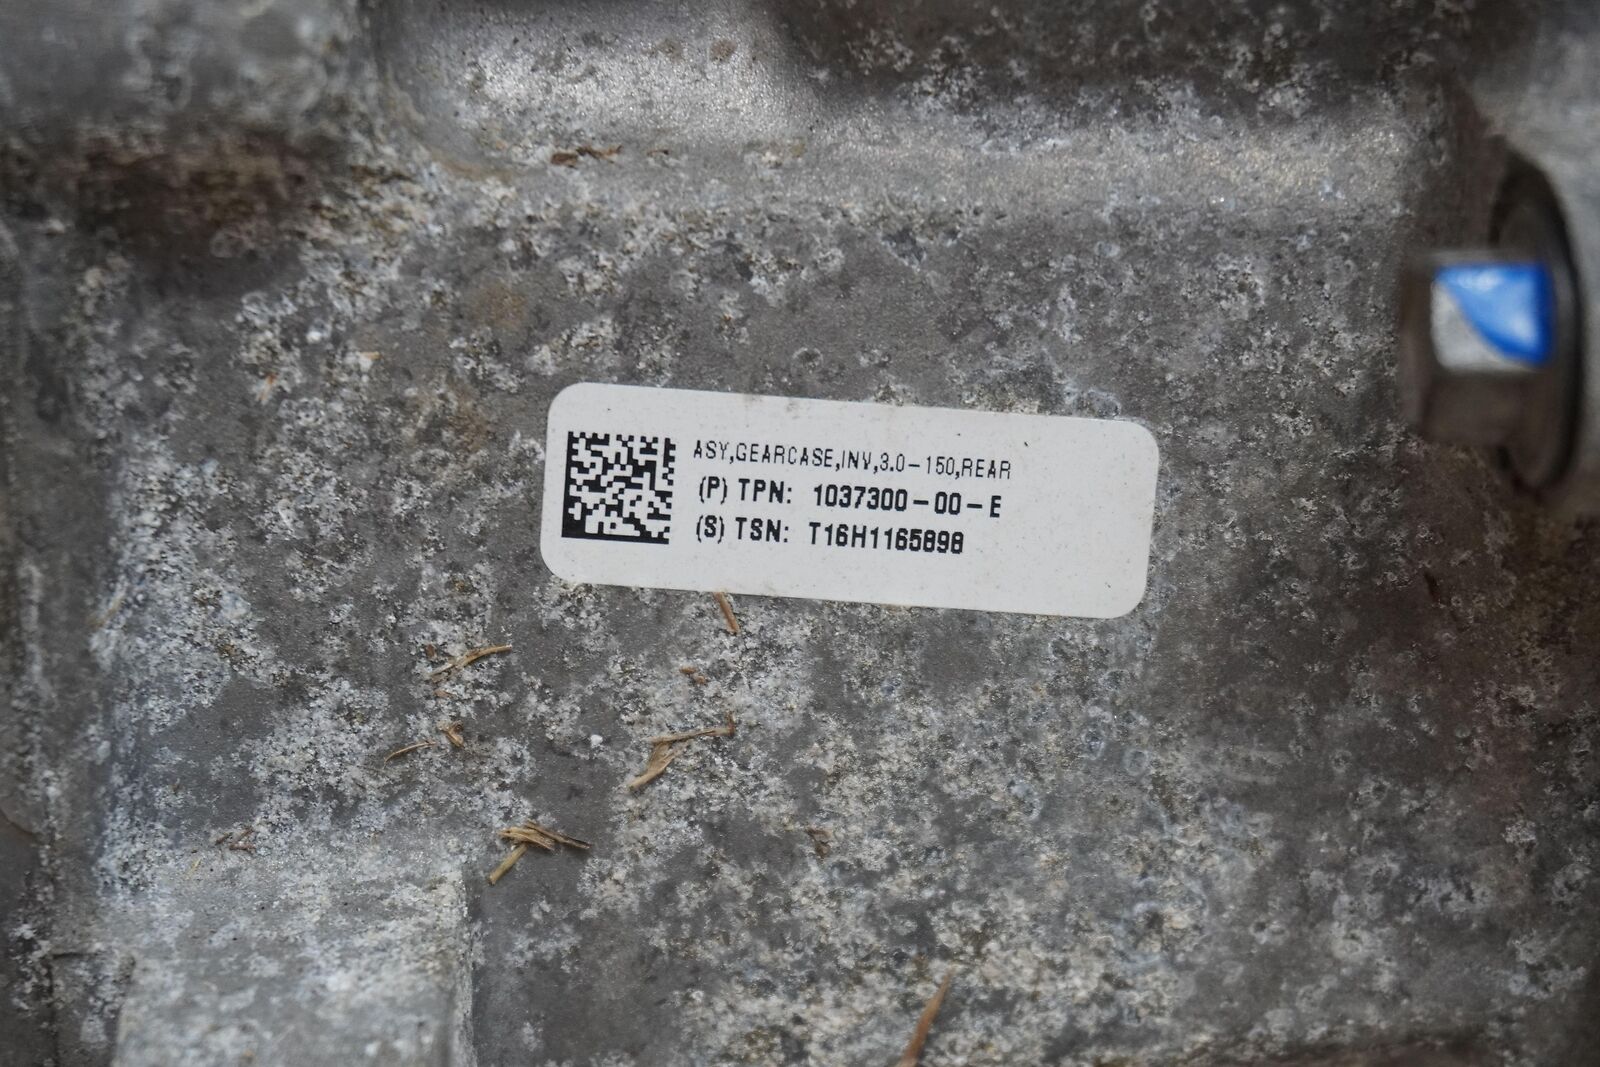 ASY,GEARCASE,INV,3.0-150,REAR
(P) TPN: 1037300-00-E
(S) TSN: T16H1165898